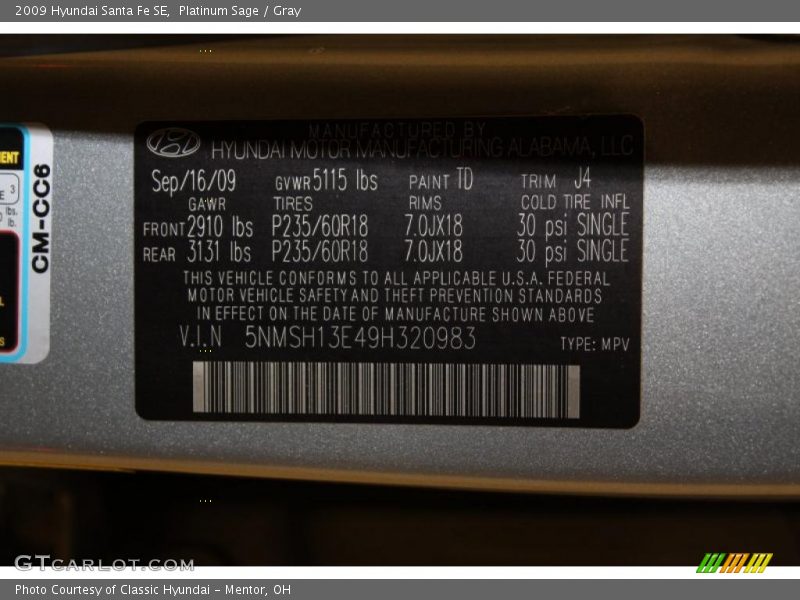 2009 Hyundai Santa Fe SE, Platinum Sage / Gray
MANUFACTURED BY
HYUNDAI MOTOR MANUFACTURING ALABAMA, LLC
Sep/16/09 GVWR 5115 lbs PAINT TD TRIM J4
GAWR TIRES RIMS COLD TIRE INFL
FRONT 2910 lbs P235/60R18 7.0JX18 30 psi SINGLE
REAR 3131 lbs P235/60R18 7.0JX18 30 psi SINGLE
THIS VEHICLE CONFORMS TO ALL APPLICABLE U.S.A. FEDERAL
MOTOR VEHICLE SAFETY AND THEFT PREVENTION STANDARDS
IN EFFECT ON THE DATE OF MANUFACTURE SHOWN ABOVE
V.I.N 5NMSH13E49H320983 TYPE: MPV
CM-CC6
3
lbs.
lb.
GTCARLOT.COM
Photo Courtesy of Classic Hyundai - Mentor, OH